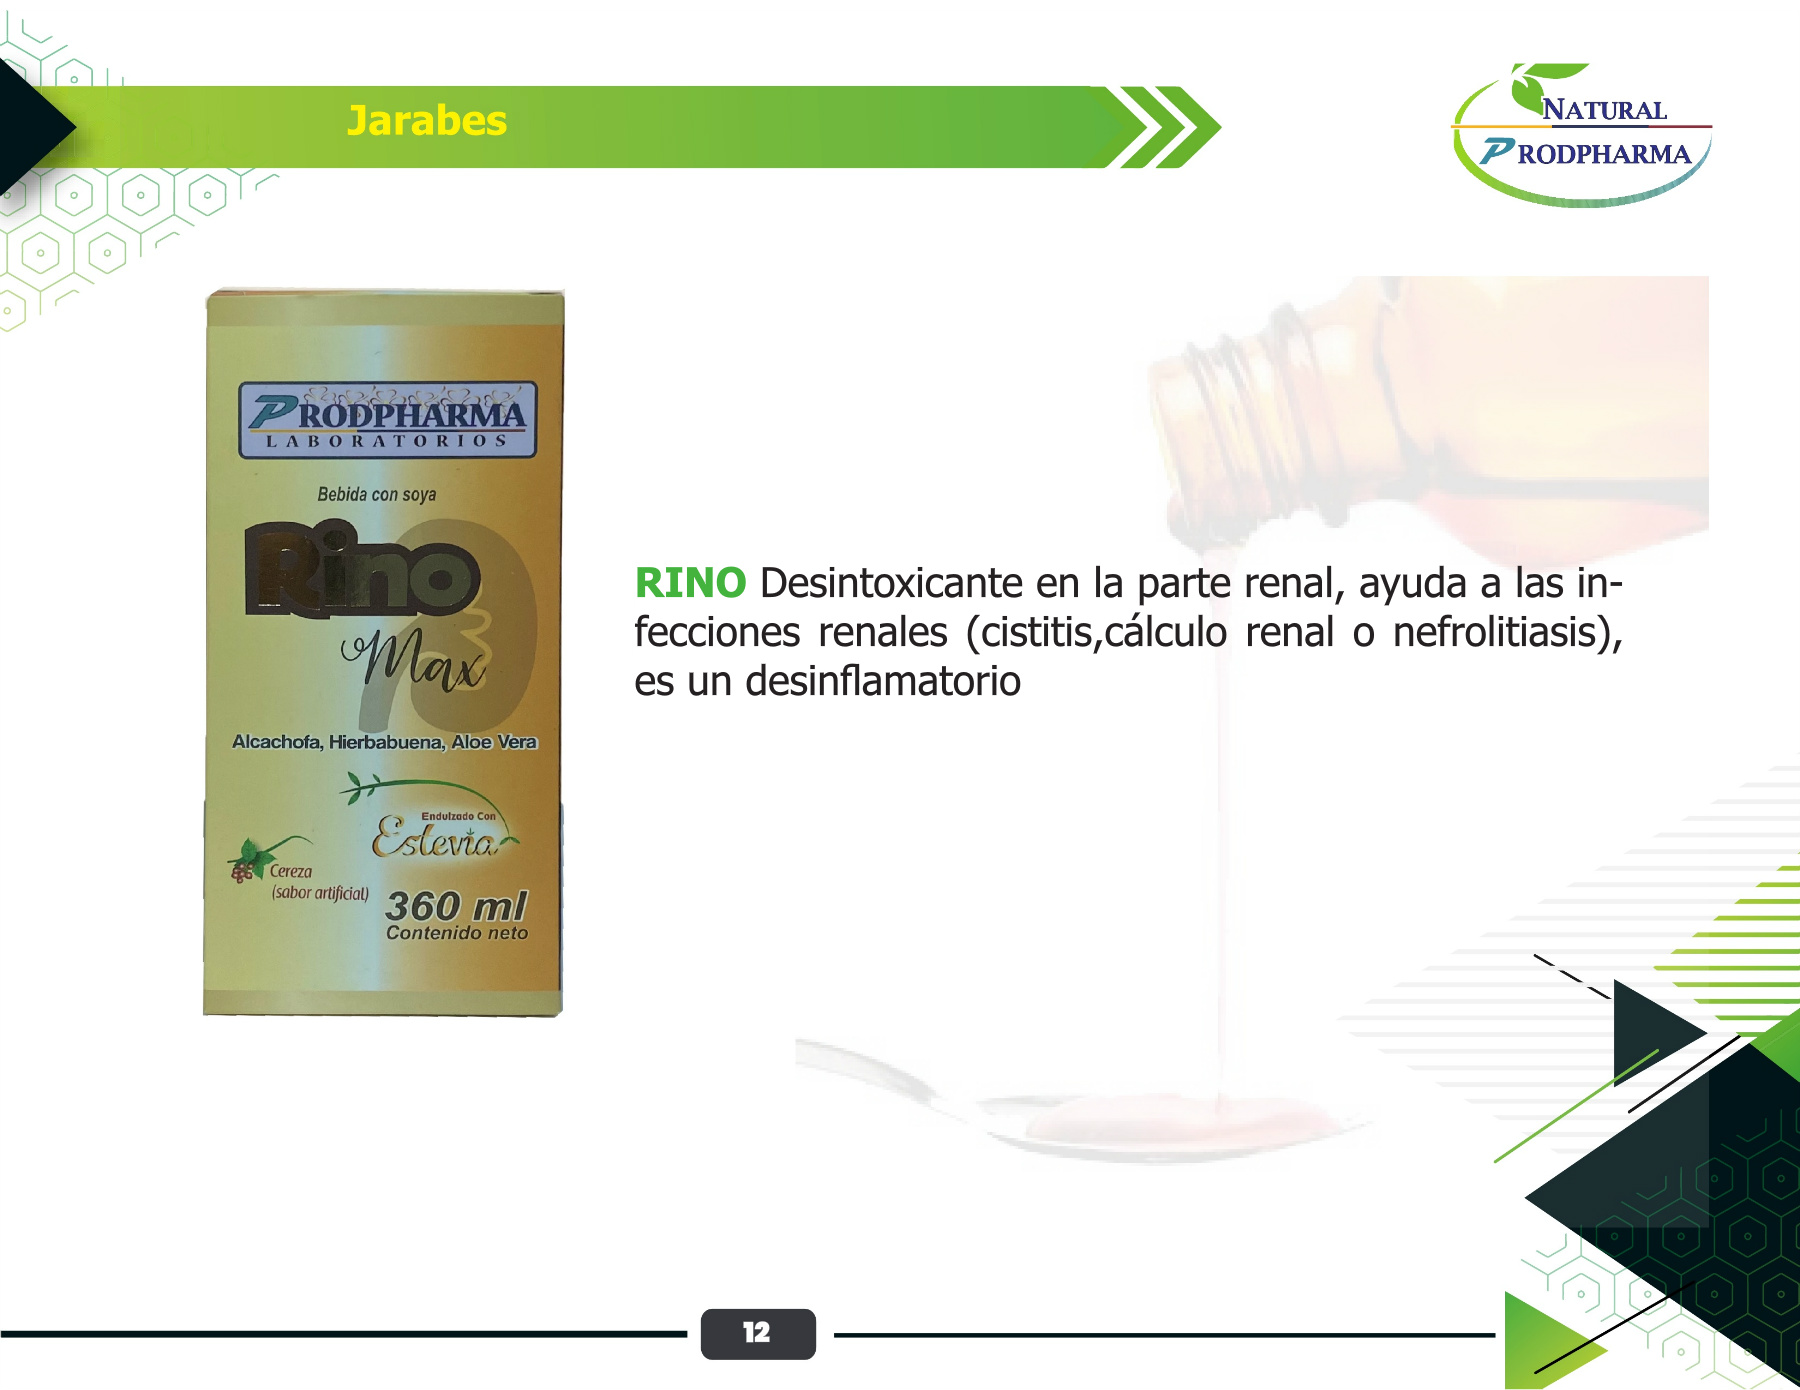 Jarabes
NATURAL
PRODPHARMA
PRODPHARMA
LABORATORIOS
Bebida con soya
Rino
Max
Alcachofa, Hierbabuena, Aloe Vera
Endulzado Con
Estevia
Cereza
(sabor artificial)
360 ml
Contenido neto
RINO Desintoxicante en la parte renal, ayuda a las in-
fecciones renales (cistitis,cálculo renal o nefrolitiasis),
es un desinflamatorio
12